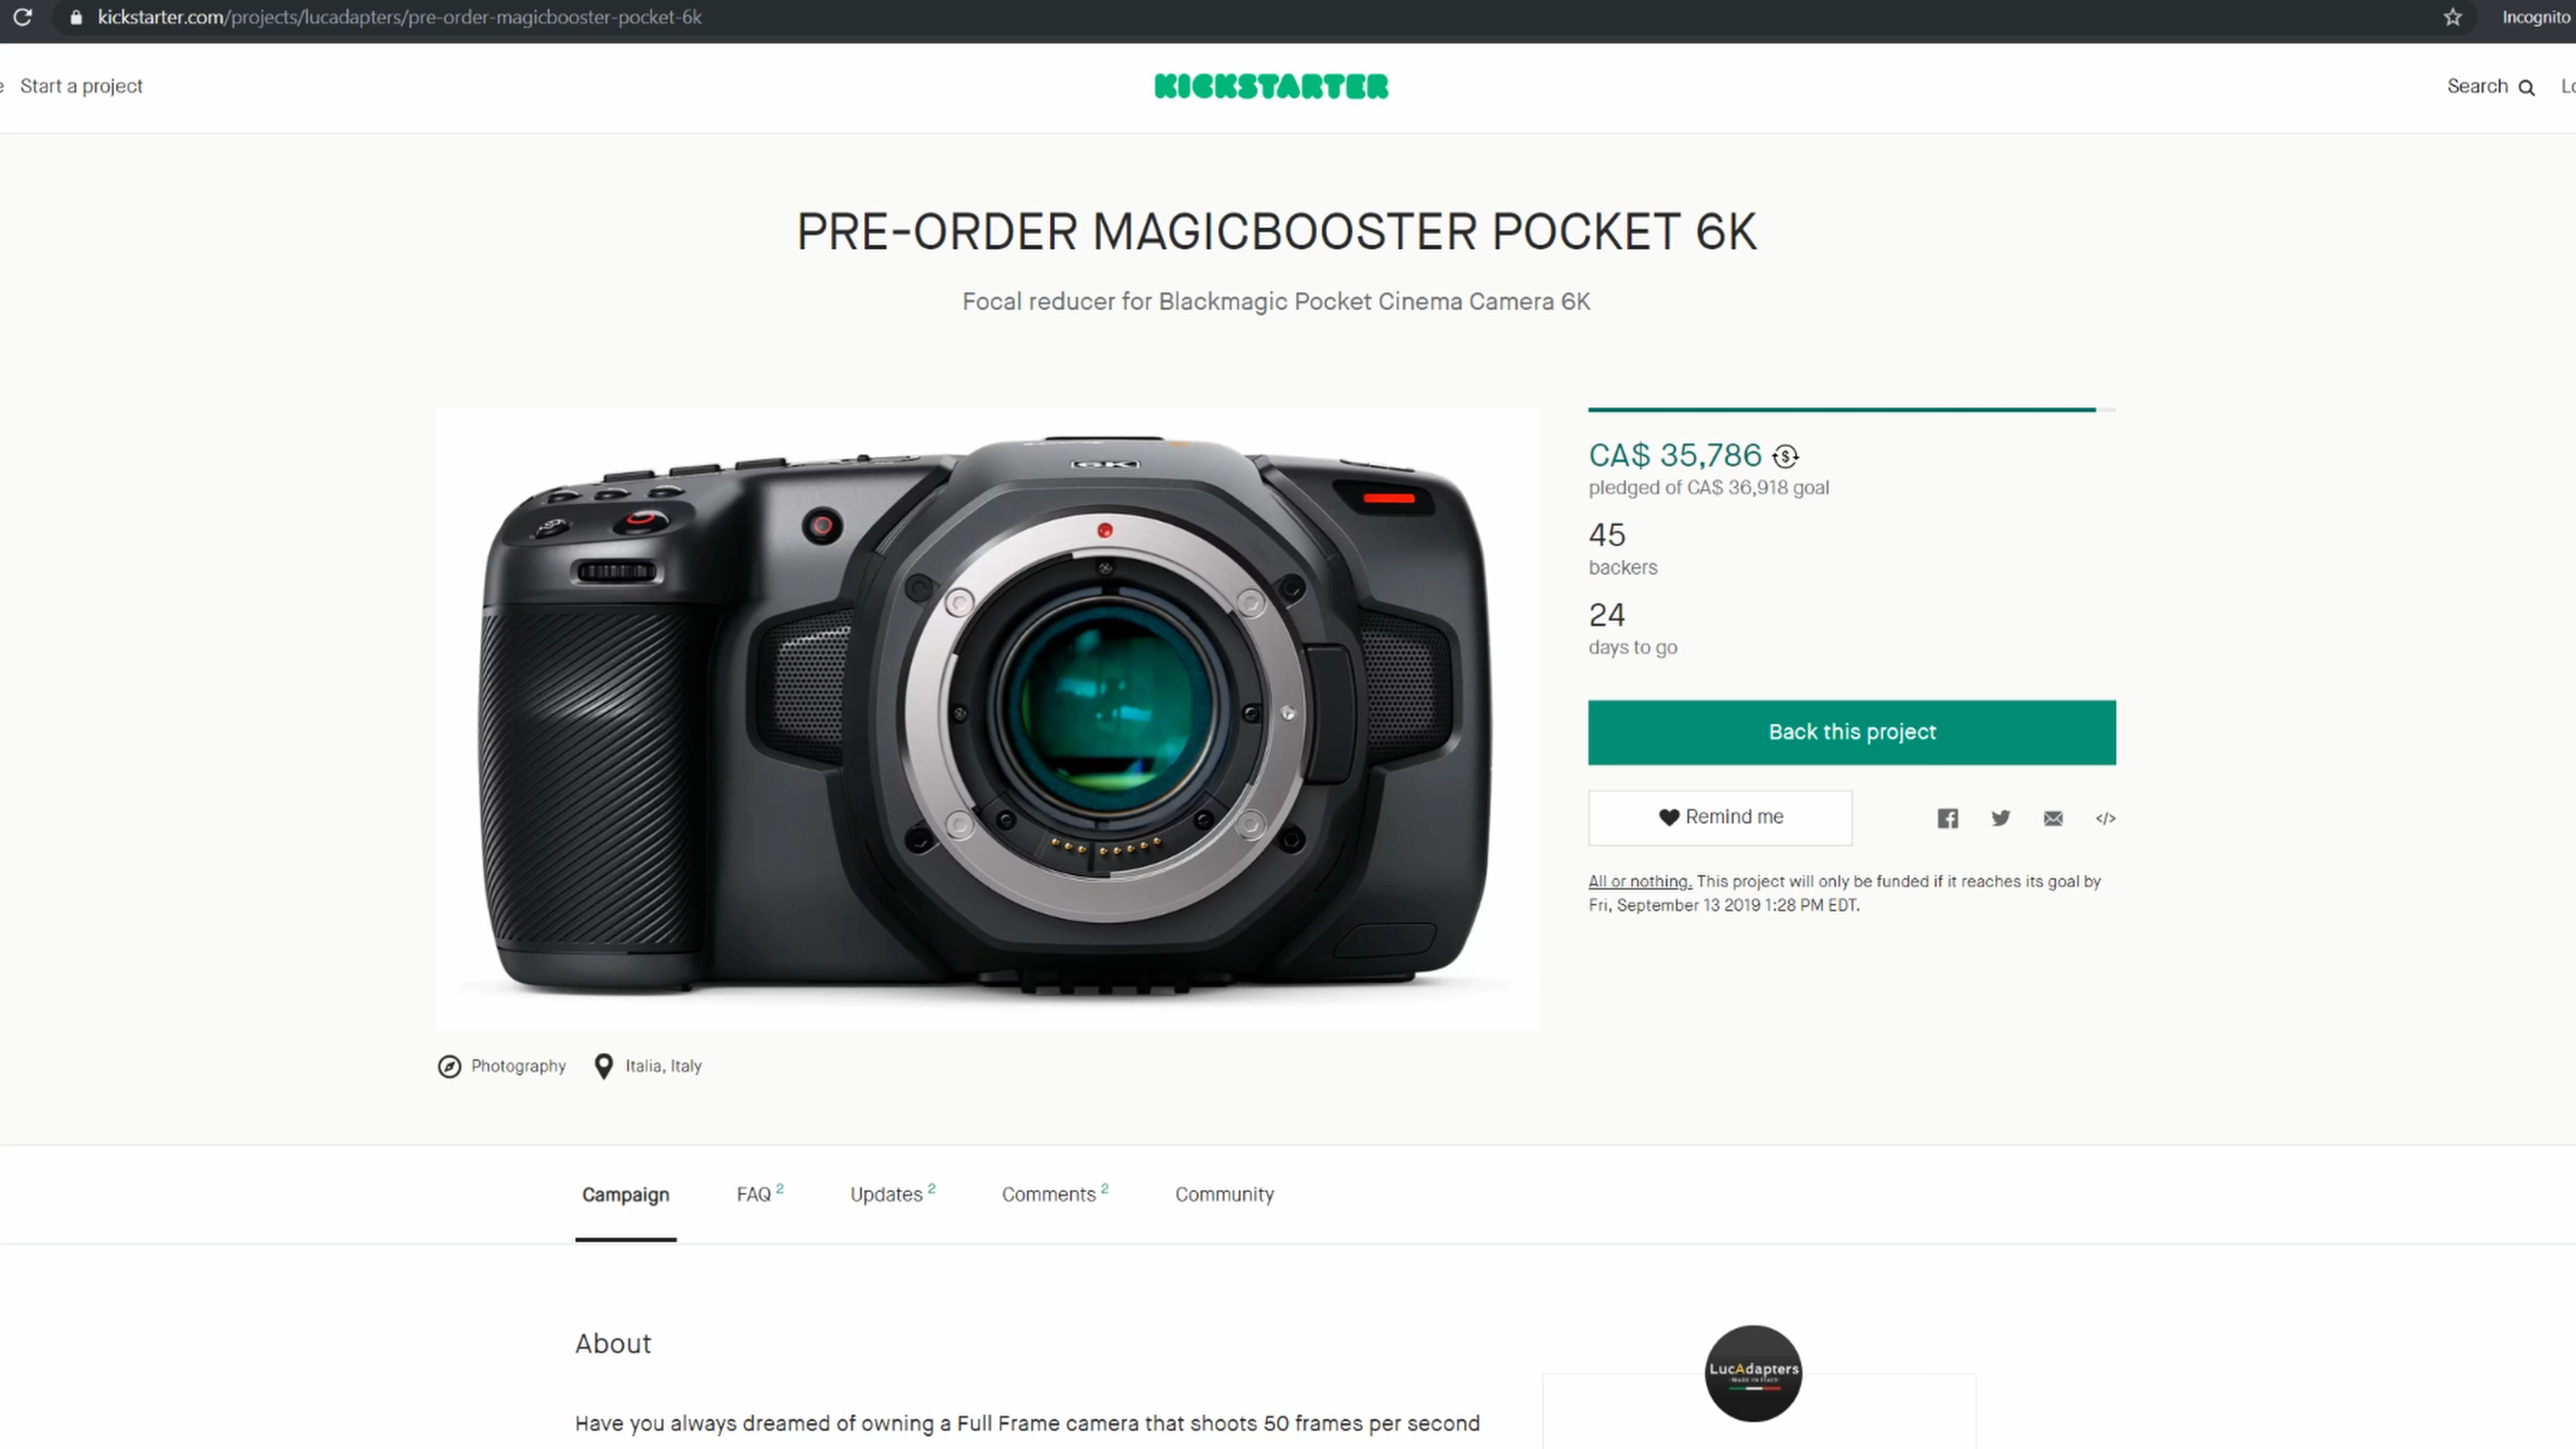 kickstarter.com/projects/lucadapters/pre-order-magicbooster-pocket-6k
Incognito
Start a project
KICKSTARTER
Search
PRE-ORDER MAGICBOOSTER POCKET 6K
Focal reducer for Blackmagic Pocket Cinema Camera 6K
6K
CA$ 35,786
pledged of CA$ 36,918 goal
45
backers
24
days to go
Back this project
Remind me
All or nothing. This project will only be funded if it reaches its goal by
Fri, September 13 2019 1:28 PM EDT.
Photography
Italia, Italy
Campaign
FAQ 2
Updates 2
Comments 2
Community
About
LucAdapters
MADE IN ITALY
Have you always dreamed of owning a Full Frame camera that shoots 50 frames per second